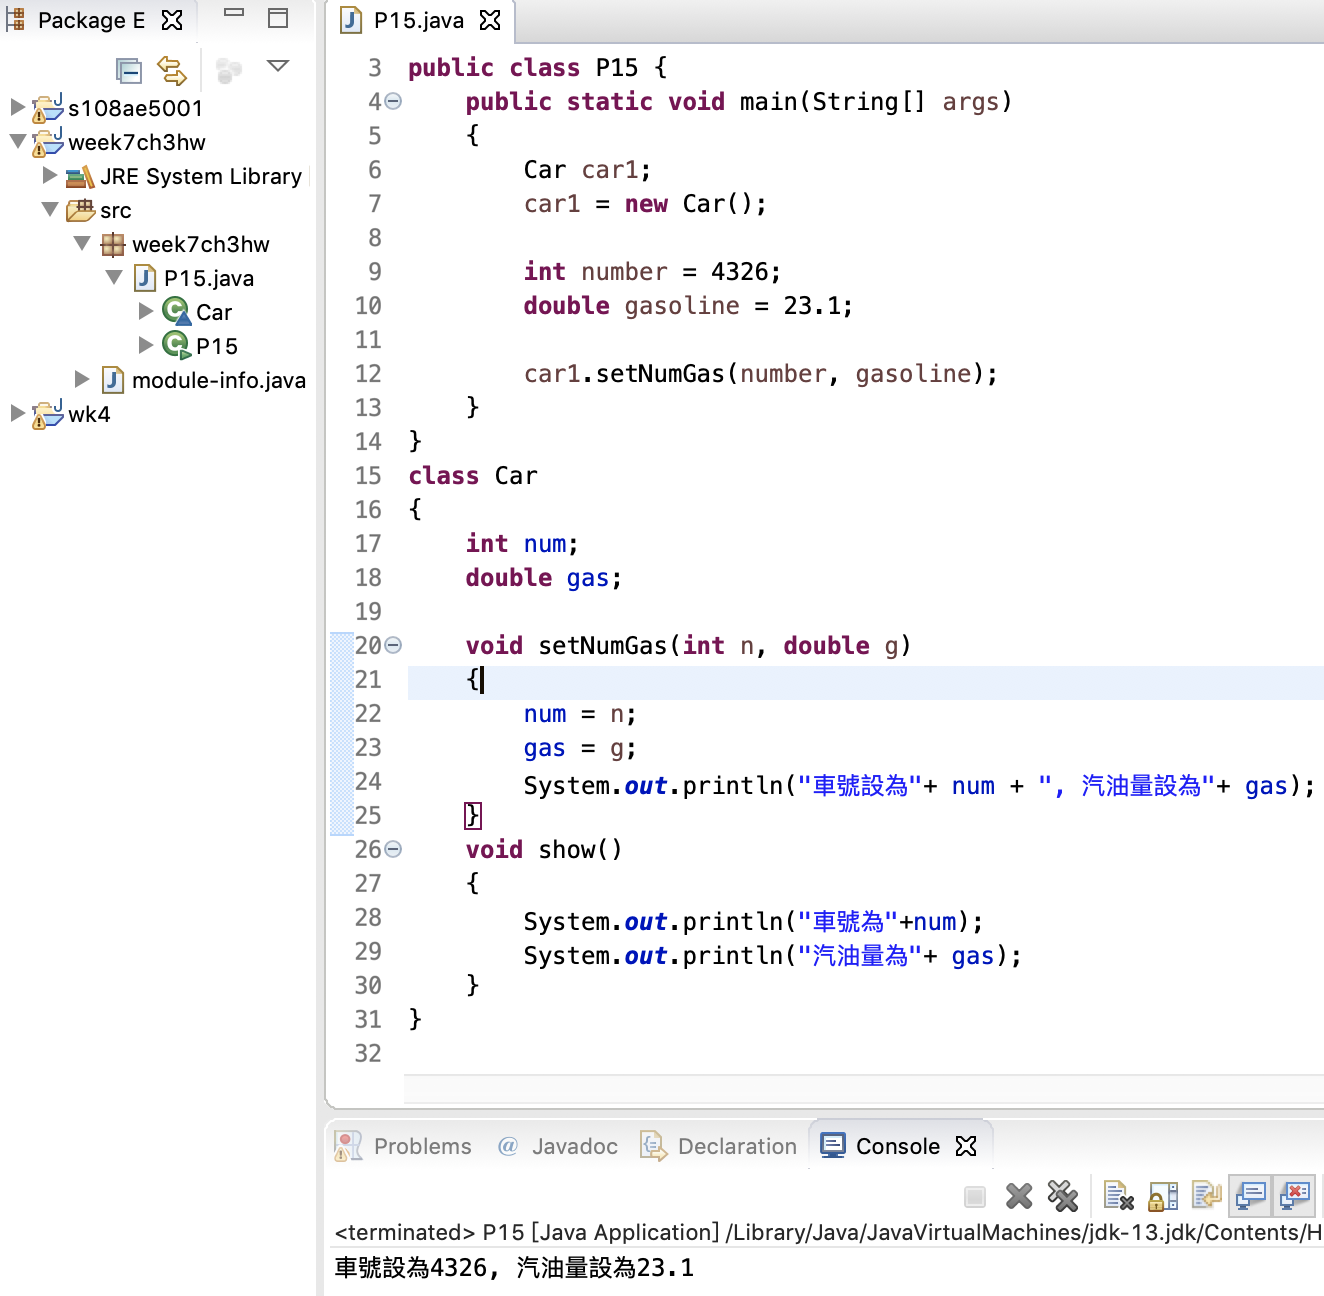 Package E
s108ae5001
week7ch3hw
JRE System Library
src
week7ch3hw
P15.java
Car
P15
module-info.java
wk4
P15.java
3 public class P15 {
4 public static void main(String[] args)
5 {
6 Car car1;
7 car1 = new Car();
8
9 int number = 4326;
10 double gasoline = 23.1;
11
12 car1.setNumGas(number, gasoline);
13 }
14 }
15 class Car
16 {
17 int num;
18 double gas;
19
20 void setNumGas(int n, double g)
21 {
22 num = n;
23 gas = g;
24 System.out.println("車號設為"+ num + ", 汽油量設為"+ gas);
25 }
26 void show()
27 {
28 System.out.println("車號為"+num);
29 System.out.println("汽油量為"+ gas);
30 }
31 }
32
Problems @ Javadoc Declaration Console
<terminated> P15 [Java Application] /Library/Java/JavaVirtualMachines/jdk-13.jdk/Contents/H
車號設為4326, 汽油量設為23.1